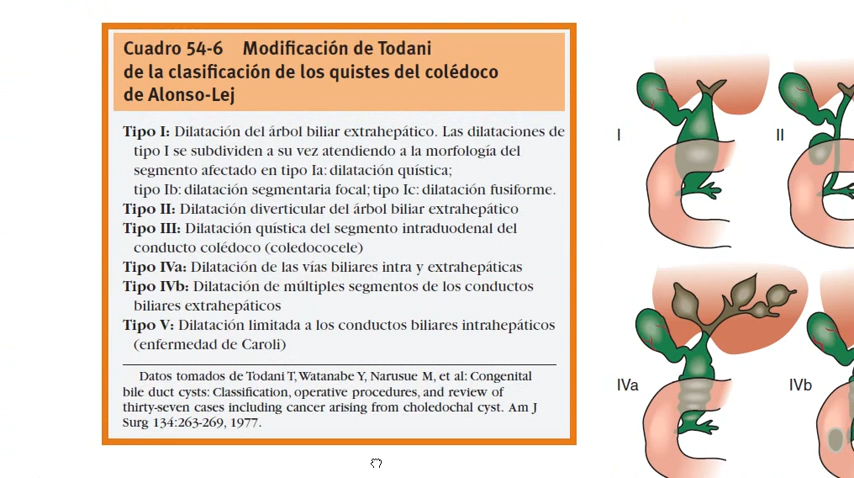 Cuadro 54-6 Modificación de Todani
de la clasificación de los quistes del colédoco
de Alonso-Lej
Tipo I: Dilatación del árbol biliar extrahepático. Las dilataciones de
tipo I se subdividen a su vez atendiendo a la morfología del
segmento afectado en tipo Ia: dilatación quística;
tipo Ib: dilatación segmentaria focal; tipo Ic: dilatación fusiforme.
Tipo II: Dilatación diverticular del árbol biliar extrahepático
Tipo III: Dilatación quística del segmento intraduodenal del
conducto colédoco (coledococele)
Tipo IVa: Dilatación de las vías biliares intra y extrahepáticas
Tipo IVb: Dilatación de múltiples segmentos de los conductos
biliares extrahepáticos
Tipo V: Dilatación limitada a los conductos biliares intrahepáticos
(enfermedad de Caroli)
Datos tomados de Todani T, Watanabe Y, Narusue M, et al: Congenital
bile duct cysts: Classification, operative procedures, and review of
thirty-seven cases including cancer arising from choledochal cyst. Am J
Surg 134:263-269, 1977.
I
II
IVa
IVb